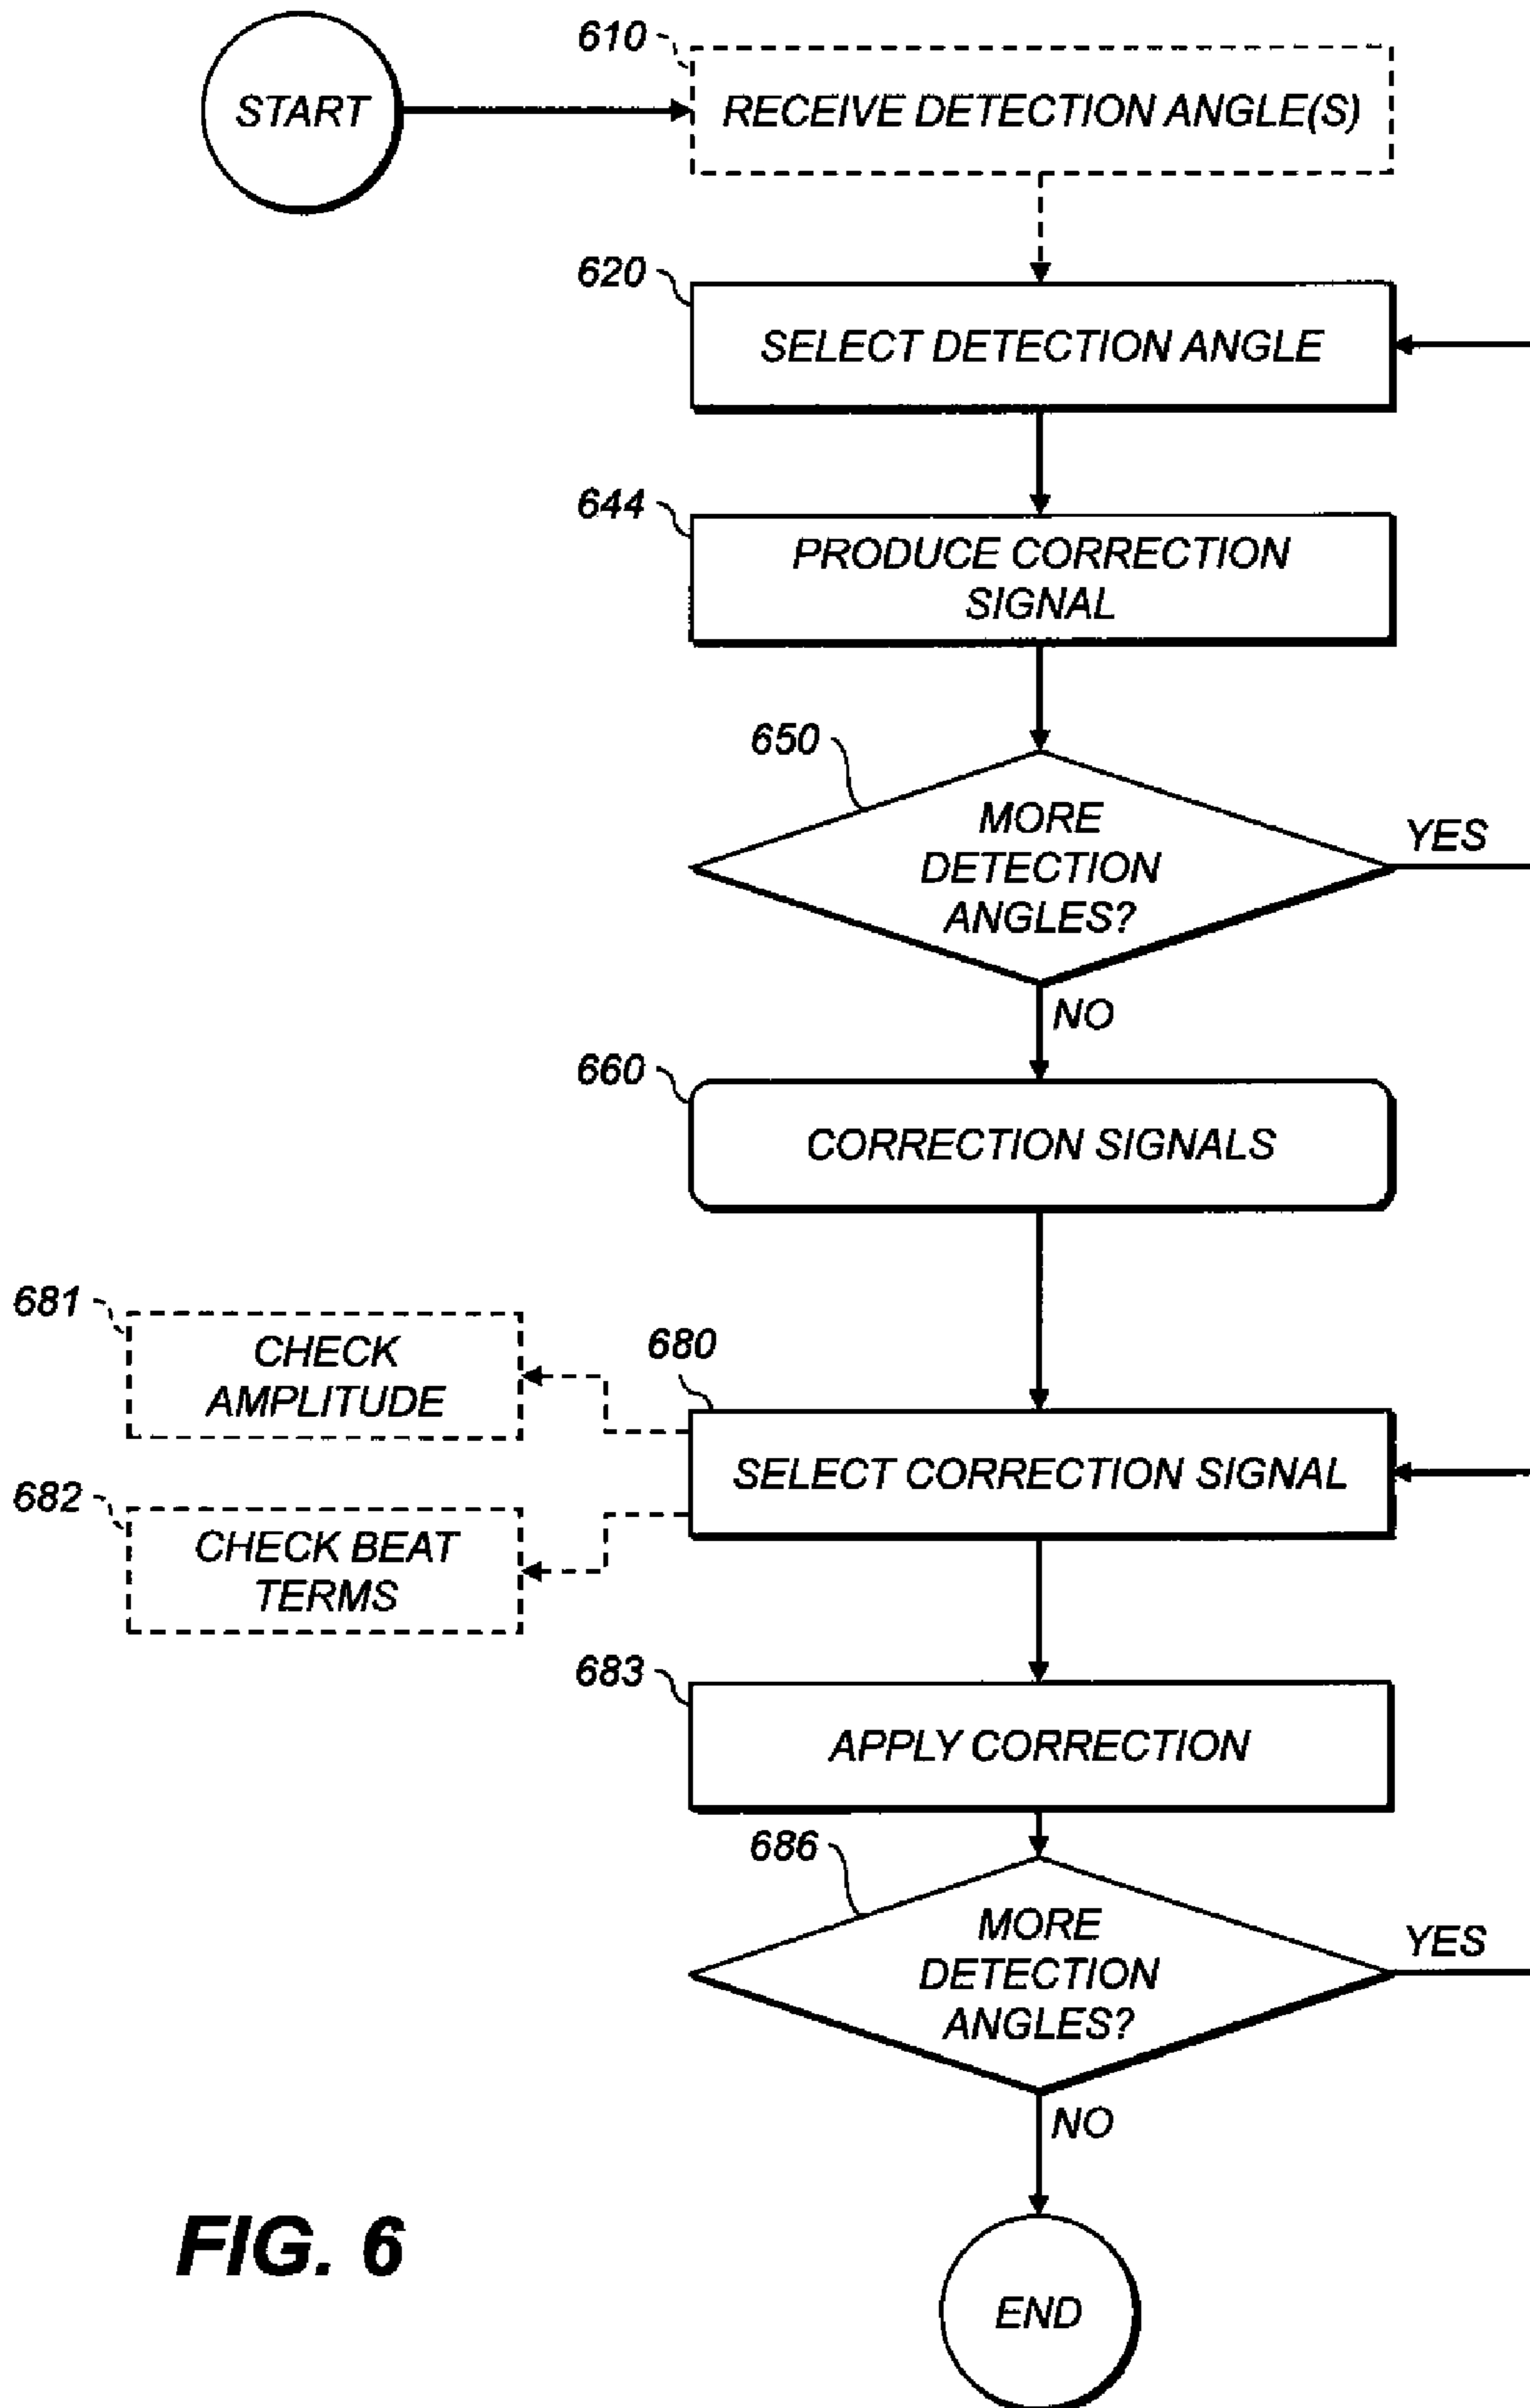 START
610
RECEIVE DETECTION ANGLE(S)
620
SELECT DETECTION ANGLE
644
PRODUCE CORRECTION
SIGNAL
650
MORE
DETECTION
ANGLES?
YES
NO
660
CORRECTION SIGNALS
681
CHECK
AMPLITUDE
680
SELECT CORRECTION SIGNAL
682
CHECK BEAT
TERMS
683
APPLY CORRECTION
686
MORE
DETECTION
ANGLES?
YES
NO
FIG. 6
END